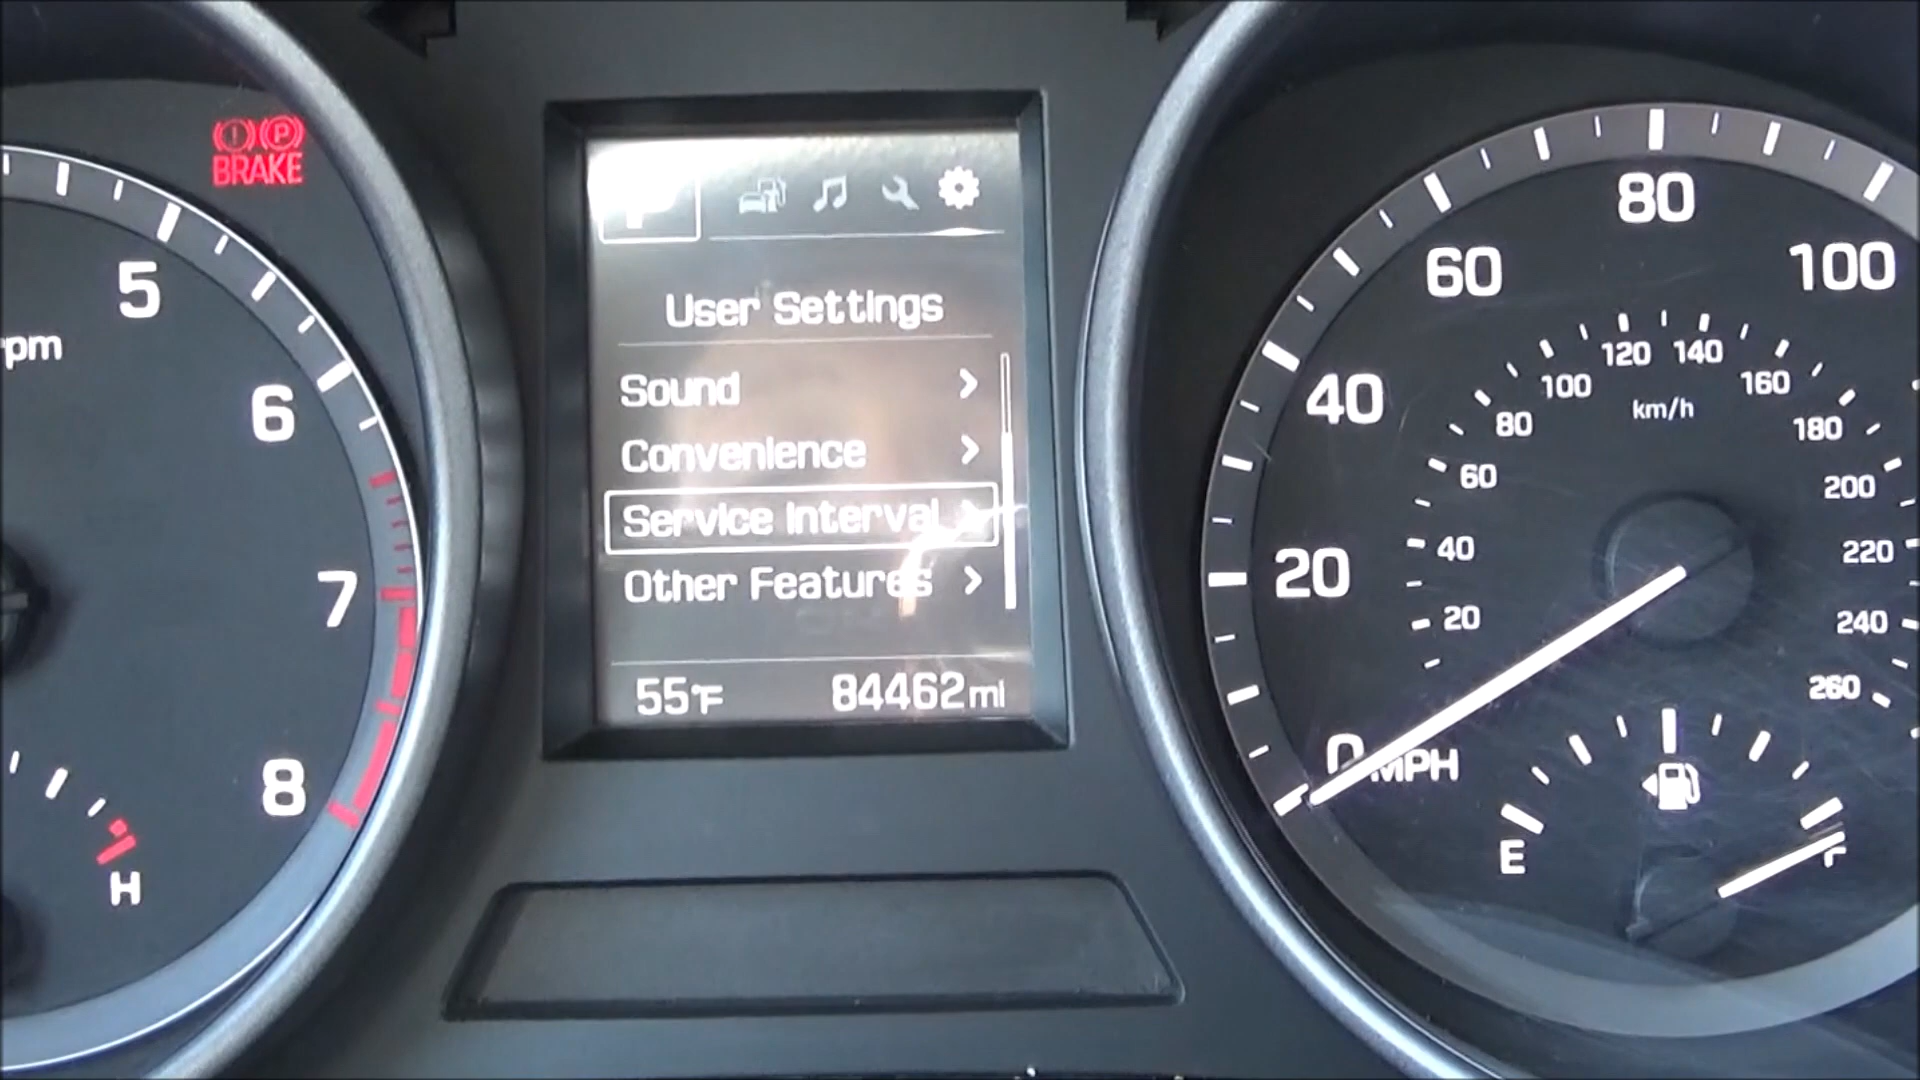 BRAKE
5
rpm
6
7
8
H
User Settings
Sound
Convenience
Service Interval
Other Features
55°F 84462mi
0 MPH
20
40
60
80
100
20
40
60
80
100
120
140
160
180
200
220
240
260
km/h
E
F